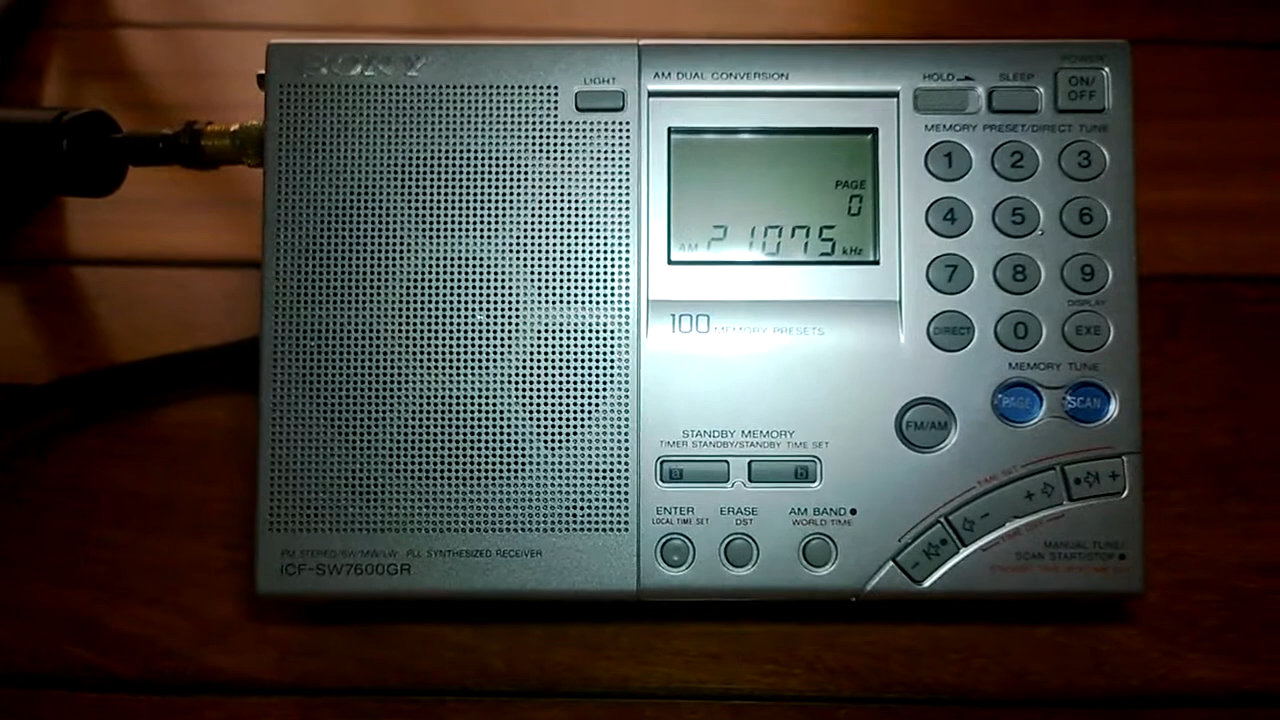 SONY
LIGHT
AM DUAL CONVERSION
HOLD
SLEEP
POWER
ON/
OFF
MEMORY PRESET/DIRECT TUNE
1 2 3
4 5 6
7 8 9
DISPLAY
DIRECT 0 EXE
PAGE
0
AM 21075 kHz
100 MEMORY PRESETS
MEMORY TUNE
PAGE SCAN
FM/AM
STANDBY MEMORY
TIMER STANDBY/STANDBY TIME SET
a b
ENTER
LOCAL TIME SET
ERASE
DST
AM BAND
WORLD TIME
TIME SET
+
+
-
-
MANUAL TUNE/
SCAN START/STOP
FM STEREO/SW/MW/LW PLL SYNTHESIZED RECEIVER
ICF-SW7600GR